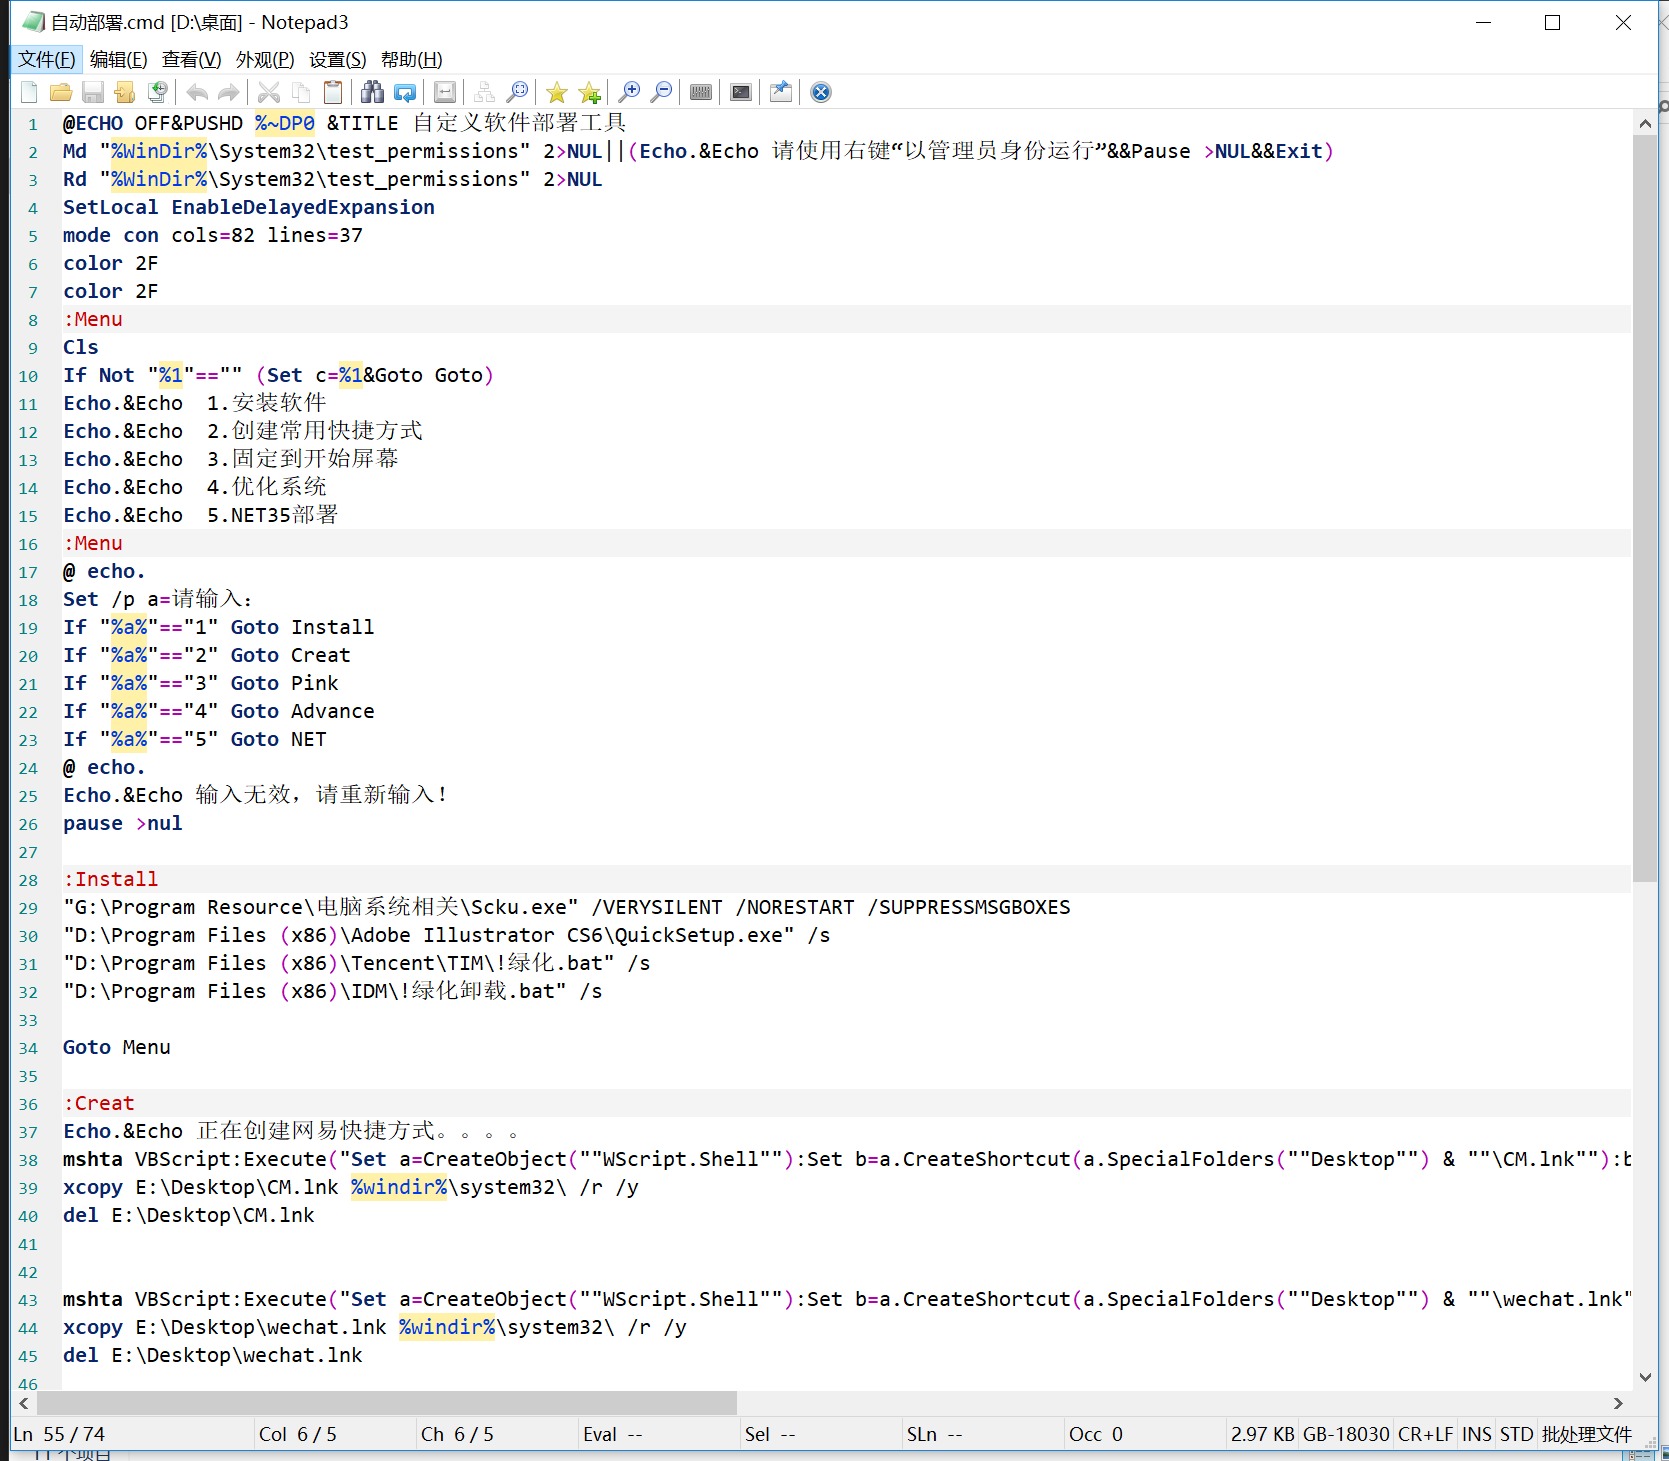 自动部署.cmd [D:\桌面] - Notepad3
文件(F) 编辑(E) 查看(V) 外观(P) 设置(S) 帮助(H)
1 @ECHO OFF&PUSHD %~DP0 &TITLE 自定义软件部署工具
2 Md "%WinDir%\System32\test_permissions" 2>NUL||(Echo.&Echo 请使用右键“以管理员身份运行”&&Pause >NUL&&Exit)
3 Rd "%WinDir%\System32\test_permissions" 2>NUL
4 SetLocal EnableDelayedExpansion
5 mode con cols=82 lines=37
6 color 2F
7 color 2F
8 :Menu
9 Cls
10 If Not "%1"=="" (Set c=%1&Goto Goto)
11 Echo.&Echo  1.安装软件
12 Echo.&Echo  2.创建常用快捷方式
13 Echo.&Echo  3.固定到开始屏幕
14 Echo.&Echo  4.优化系统
15 Echo.&Echo  5.NET35部署
16 :Menu
17 @ echo.
18 Set /p a=请输入：
19 If "%a%"=="1" Goto Install
20 If "%a%"=="2" Goto Creat
21 If "%a%"=="3" Goto Pink
22 If "%a%"=="4" Goto Advance
23 If "%a%"=="5" Goto NET
24 @ echo.
25 Echo.&Echo 输入无效，请重新输入！
26 pause >nul
27
28 :Install
29 "G:\Program Resource\电脑系统相关\Scku.exe" /VERYSILENT /NORESTART /SUPPRESSMSGBOXES
30 "D:\Program Files (x86)\Adobe Illustrator CS6\QuickSetup.exe" /s
31 "D:\Program Files (x86)\Tencent\TIM\!绿化.bat" /s
32 "D:\Program Files (x86)\IDM\!绿化卸载.bat" /s
33
34 Goto Menu
35
36 :Creat
37 Echo.&Echo 正在创建网易快捷方式。。。。
38 mshta VBScript:Execute("Set a=CreateObject(""WScript.Shell""):Set b=a.CreateShortcut(a.SpecialFolders(""Desktop"") & ""\CM.lnk""):b
39 xcopy E:\Desktop\CM.lnk %windir%\system32\ /r /y
40 del E:\Desktop\CM.lnk
41
42
43 mshta VBScript:Execute("Set a=CreateObject(""WScript.Shell""):Set b=a.CreateShortcut(a.SpecialFolders(""Desktop"") & ""\wechat.lnk"
44 xcopy E:\Desktop\wechat.lnk %windir%\system32\ /r /y
45 del E:\Desktop\wechat.lnk
46
Ln 55 / 74 Col 6 / 5 Ch 6 / 5 Eval -- Sel -- SLn -- Occ 0 2.97 KB GB-18030 CR+LF INS STD 批处理文件